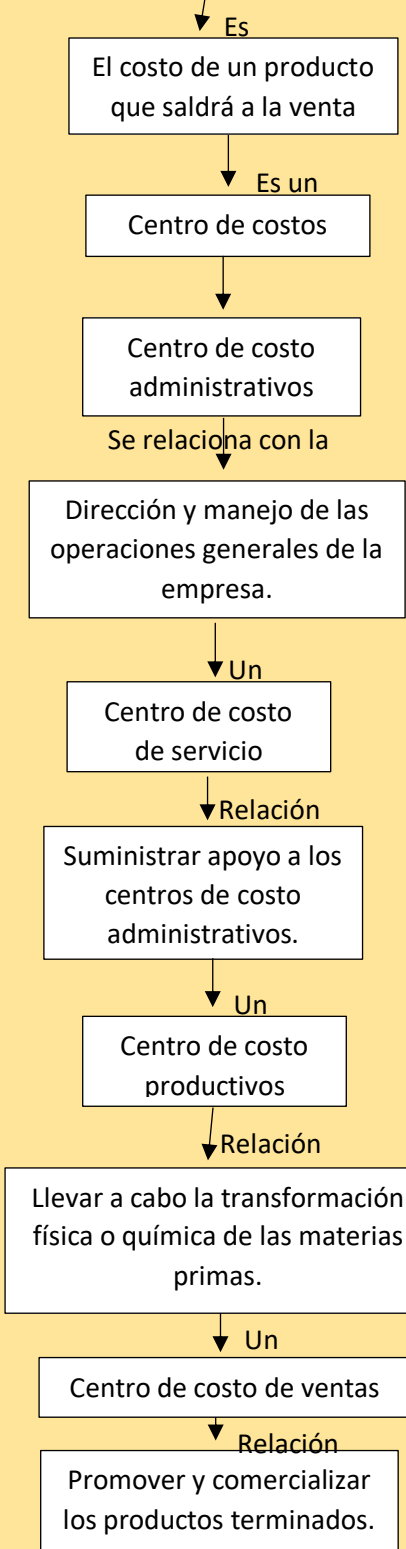 Es
El costo de un producto
que saldrá a la venta
Es un
Centro de costos
Centro de costo
administrativos
Se relaciona con la
Dirección y manejo de las
operaciones generales de la
empresa.
Un
Centro de costo
de servicio
Relación
Suministrar apoyo a los
centros de costo
administrativos.
Un
Centro de costo
productivos
Relación
Llevar a cabo la transformación
física o química de las materias
primas.
Un
Centro de costo de ventas
Relación
Promover y comercializar
los productos terminados.